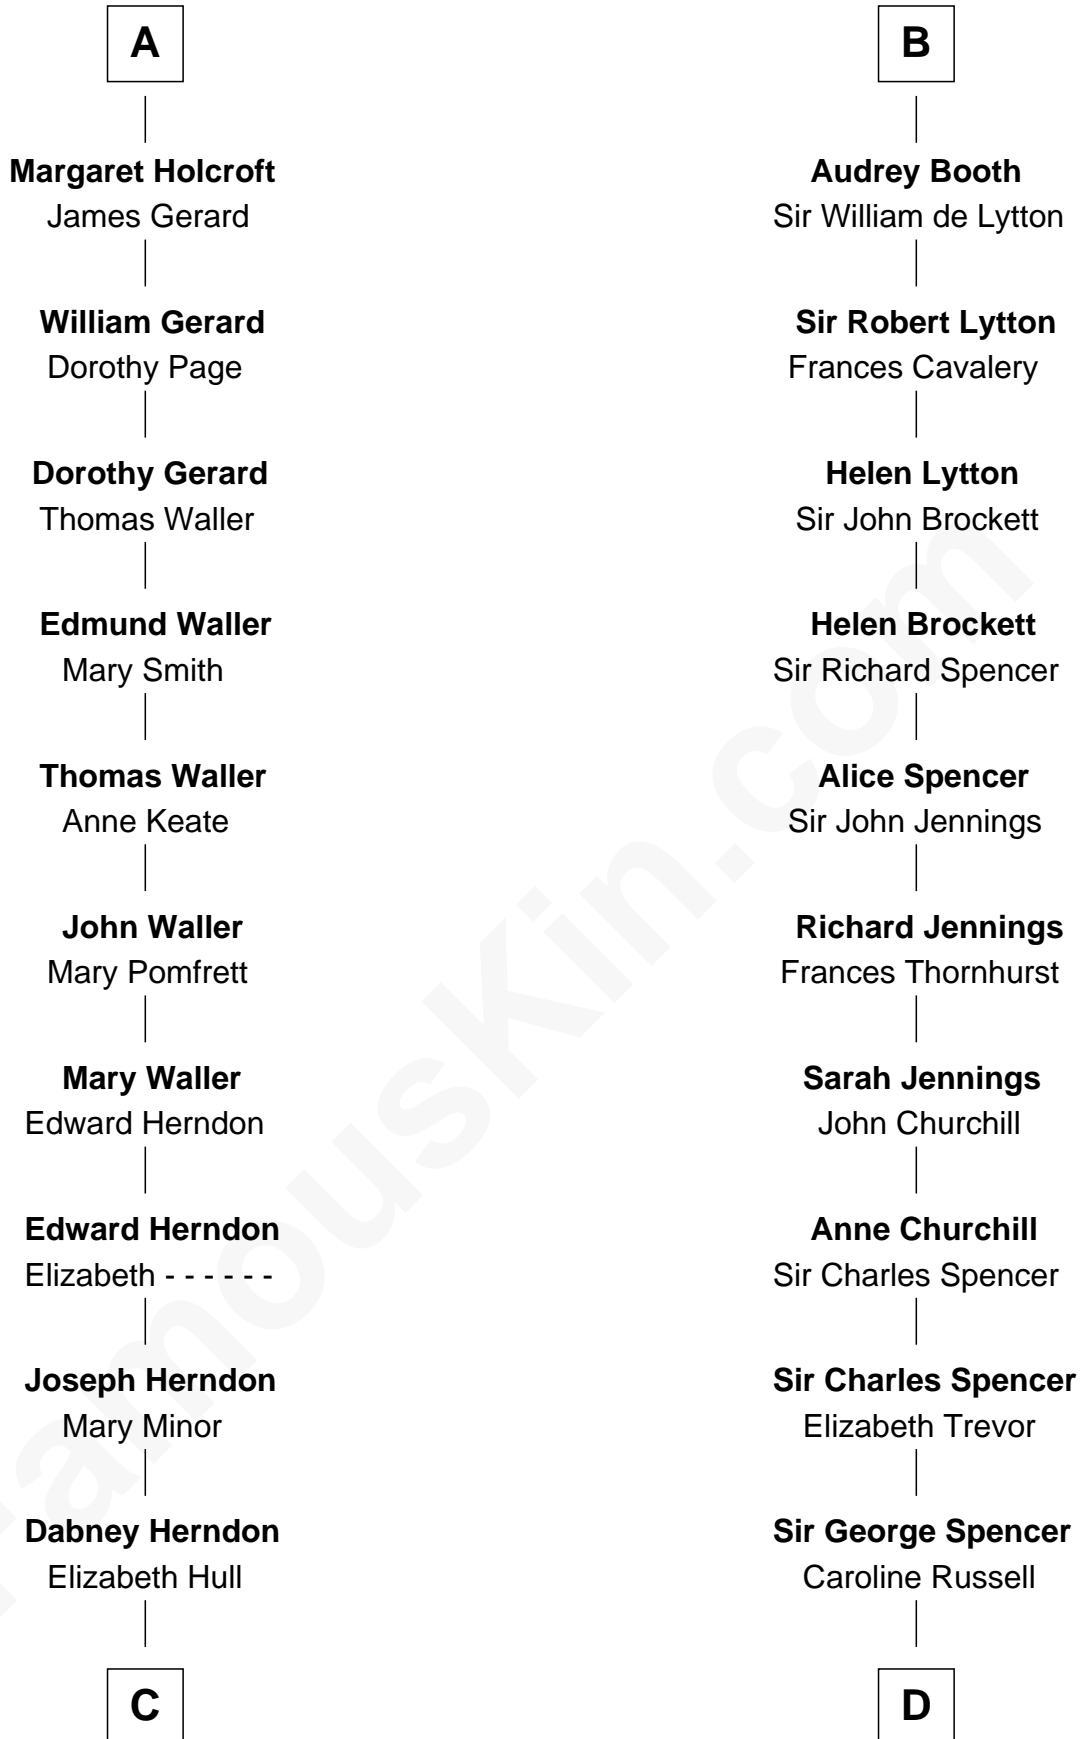 A
Margaret Holcroft
James Gerard
William Gerard
Dorothy Page
Dorothy Gerard
Thomas Waller
Edmund Waller
Mary Smith
Thomas Waller
Anne Keate
John Waller
Mary Pomfrett
Mary Waller
Edward Herndon
Edward Herndon
Elizabeth - - - - - -
Joseph Herndon
Mary Minor
Dabney Herndon
Elizabeth Hull
C
B
Audrey Booth
Sir William de Lytton
Sir Robert Lytton
Frances Cavalery
Helen Lytton
Sir John Brockett
Helen Brockett
Sir Richard Spencer
Alice Spencer
Sir John Jennings
Richard Jennings
Frances Thornhurst
Sarah Jennings
John Churchill
Anne Churchill
Sir Charles Spencer
Sir Charles Spencer
Elizabeth Trevor
Sir George Spencer
Caroline Russell
D
FamousKin.com